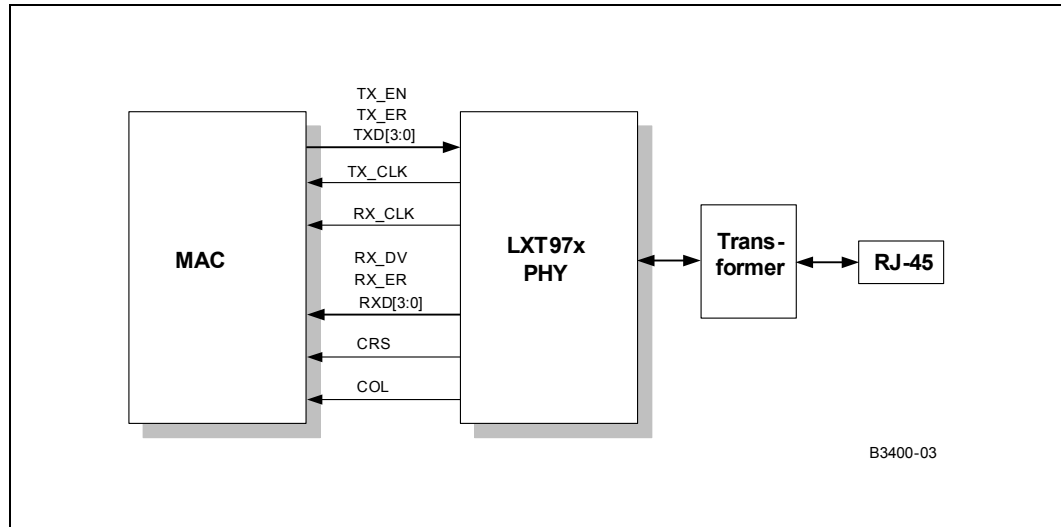 TX_EN
TX_ER
TXD[3:0]
TX_CLK
RX_CLK
MAC
RX_DV
RX_ER
RXD[3:0]
CRS
COL
LXT97x
PHY
Trans-
former
RJ-45
B3400-03